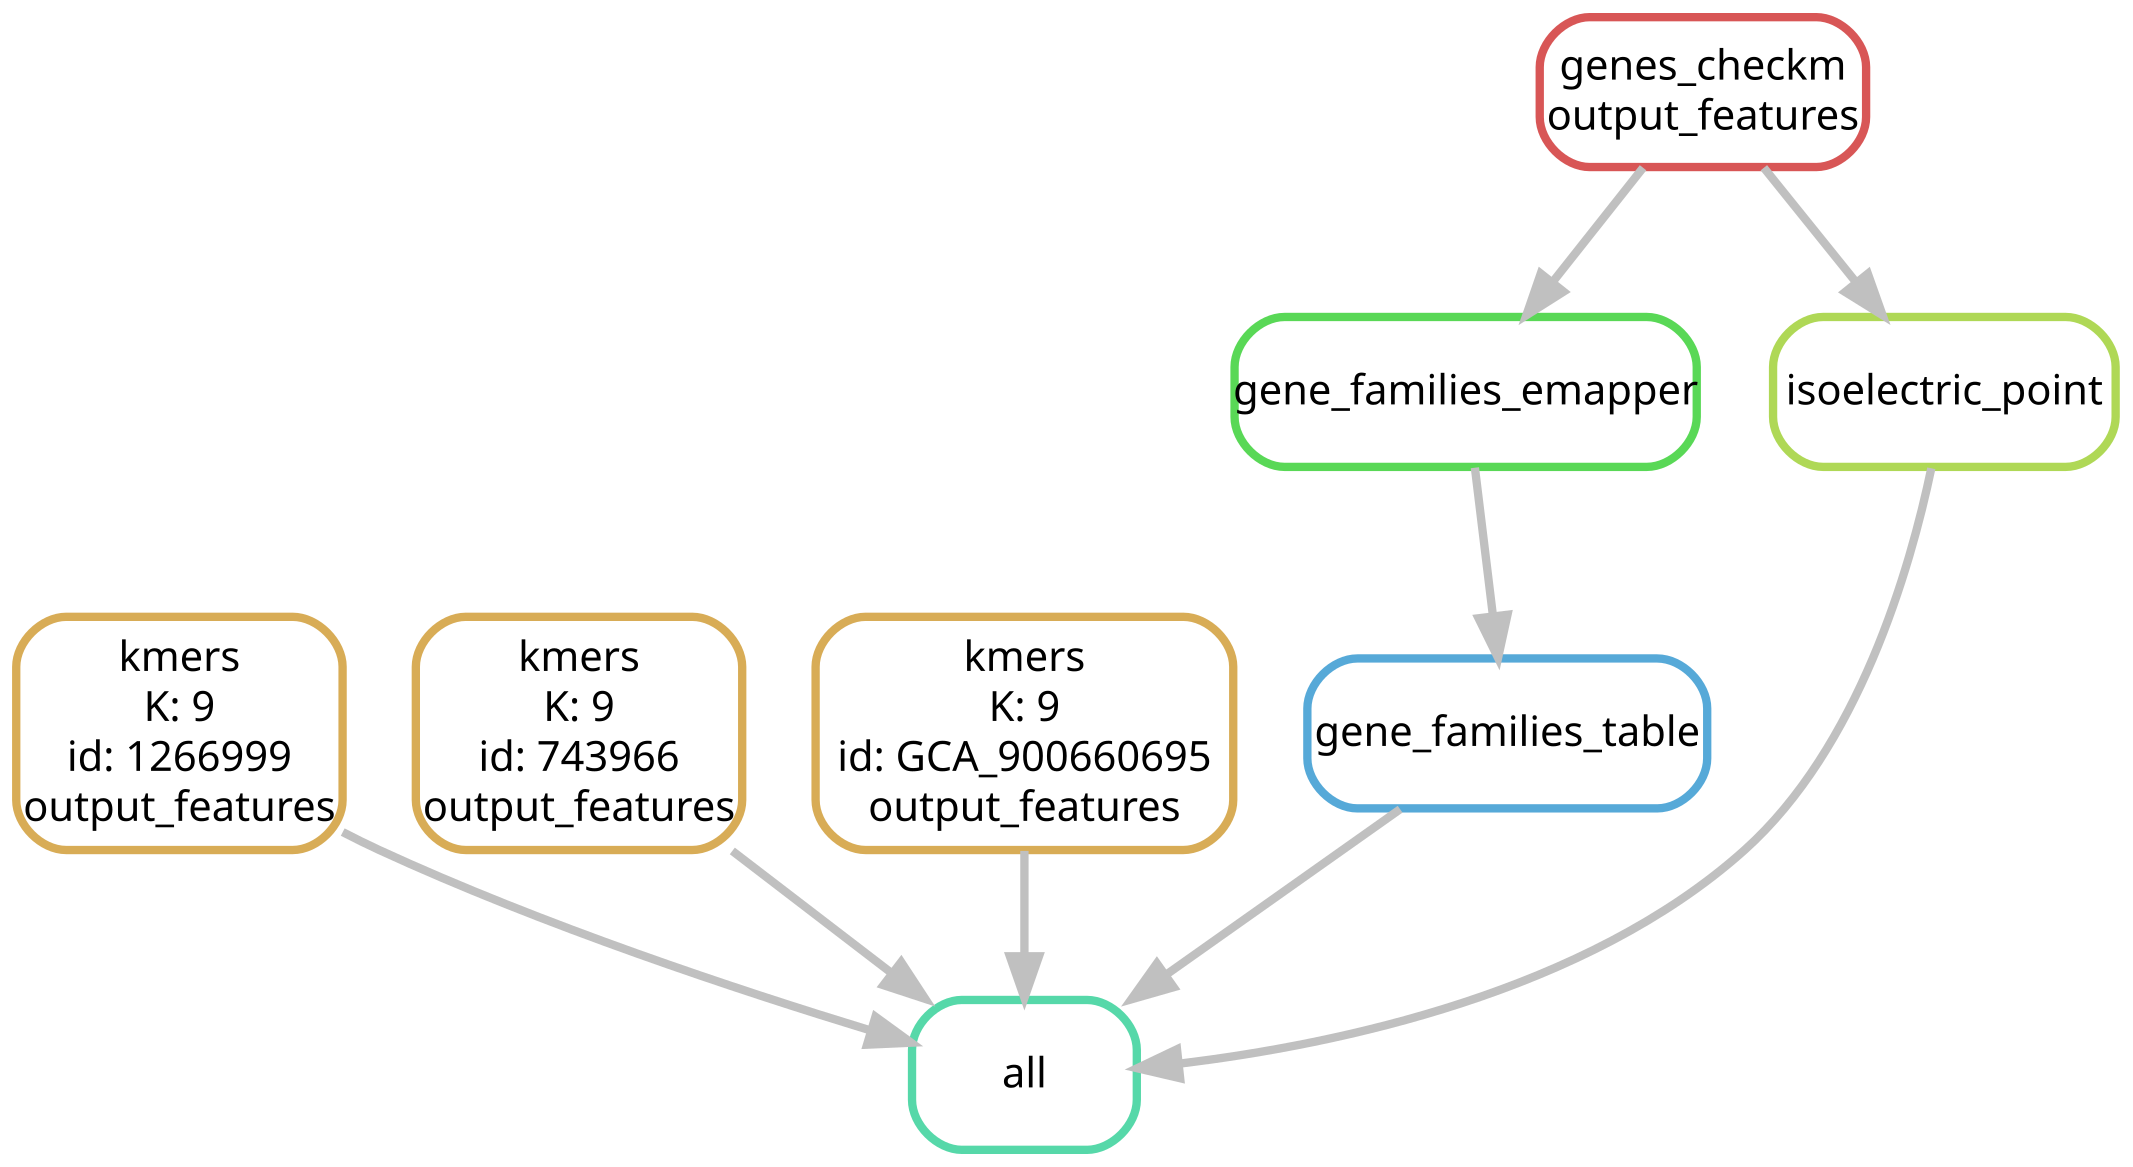 genes_checkm
output_features
gene_families_emapper
isoelectric_point
kmers
K: 9
id: 1266999
output_features
kmers
K: 9
id: 743966
output_features
kmers
K: 9
id: GCA_900660695
output_features
gene_families_table
all